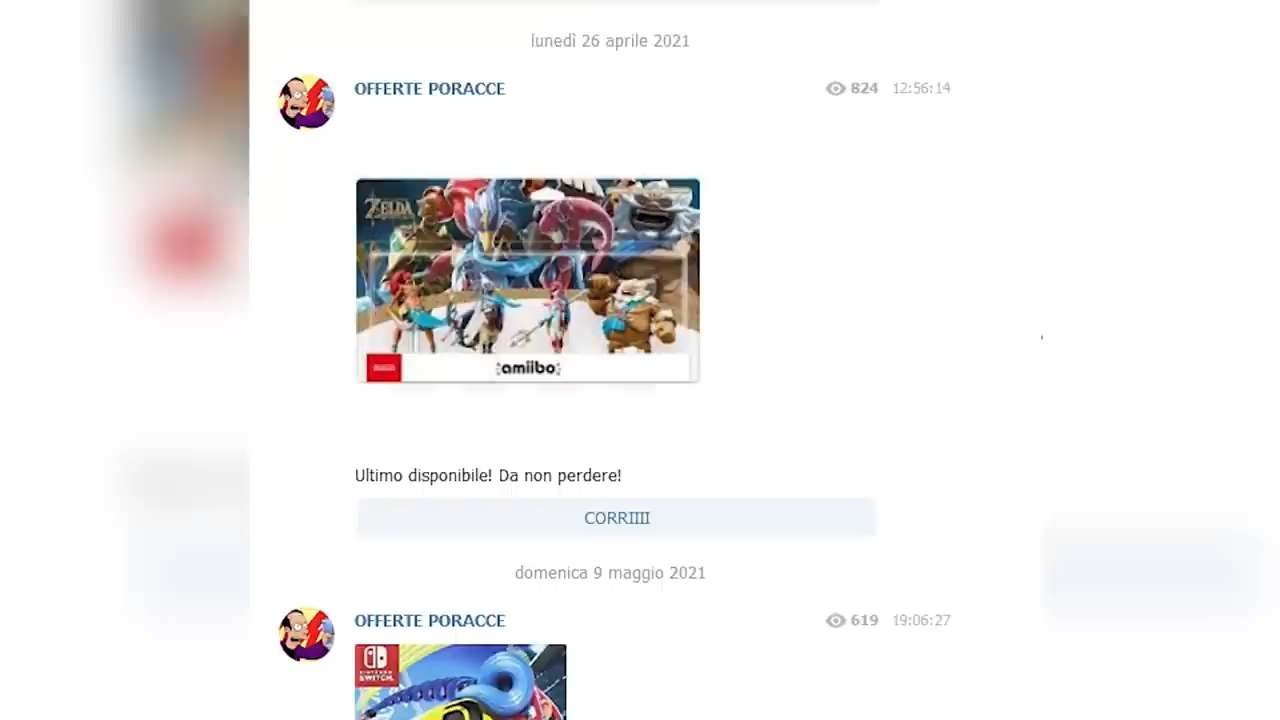 lunedì 26 aprile 2021
OFFERTE PORACCE
824 12:56:14
ZELDA
amiibo
Ultimo disponibile! Da non perdere!
CORRIIII
domenica 9 maggio 2021
OFFERTE PORACCE
619 19:06:27
NINTENDO
SWITCH